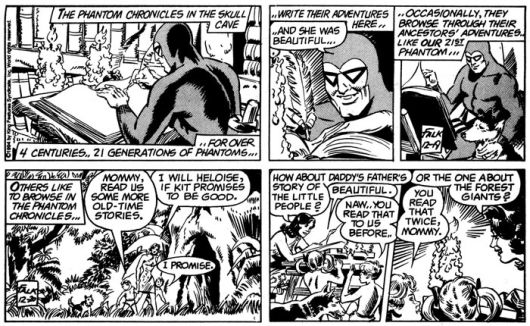 THE PHANTOM CHRONICLES IN THE SKULL
CAVE
..FOR OVER
4 CENTURIES.. 21 GENERATIONS OF PHANTOMS...
..WRITE THEIR ADVENTURES
HERE..
..AND SHE WAS
BEAUTIFUL..
..OCCASIONALLY, THEY
BROWSE THROUGH THEIR
ANCESTORS' ADVENTURES..
LIKE OUR 21ST
PHANTOM...
FALK
12-19
OTHERS LIKE
TO BROWSE IN
THE PHANTOM
CHRONICLES...
MOMMY,
READ US
SOME MORE
OLD-TIME
STORIES.
I WILL HELOISE,
IF KIT PROMISES
TO BE GOOD.
I PROMISE.
FALK
HOW ABOUT DADDY'S FATHER'S
STORY OF
THE LITTLE
PEOPLE?
BEAUTIFUL.
NAW.. YOU
READ THAT
TO US
BEFORE..
OR THE ONE ABOUT
THE FOREST
GIANTS?
YOU
READ THAT
TWICE,
MOMMY.